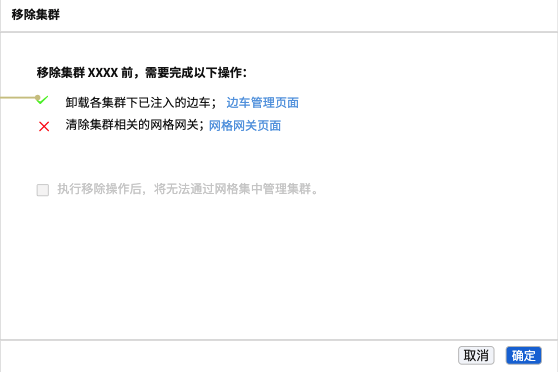 移除集群
移除集群 XXXX 前，需要完成以下操作：
卸载各集群下已注入的边车； 边车管理页面
清除集群相关的网格网关；网格网关页面
执行移除操作后，将无法通过网格集中管理集群。
取消 确定